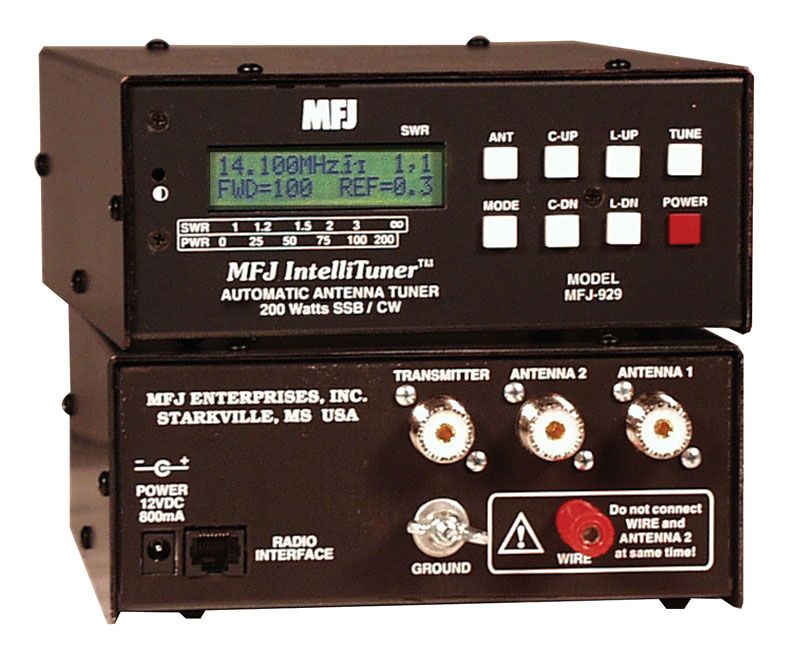 MFJ
SWR
14.100MHz 1.1
FWD=100 REF=0.3
SWR 1 1.2 1.5 2 3 ∞
PWR 0 25 50 75 100 200
ANT C-UP L-UP TUNE
MODE C-DN L-DN POWER
MFJ IntelliTuner™
AUTOMATIC ANTENNA TUNER
200 Watts SSB / CW
MODEL
MFJ-929
MFJ ENTERPRISES, INC.
STARKVILLE, MS USA
TRANSMITTER ANTENNA 2 ANTENNA 1
- +
POWER
12VDC
800mA
RADIO
INTERFACE
GROUND
WIRE
Do not connect
WIRE and
ANTENNA 2
at same time!